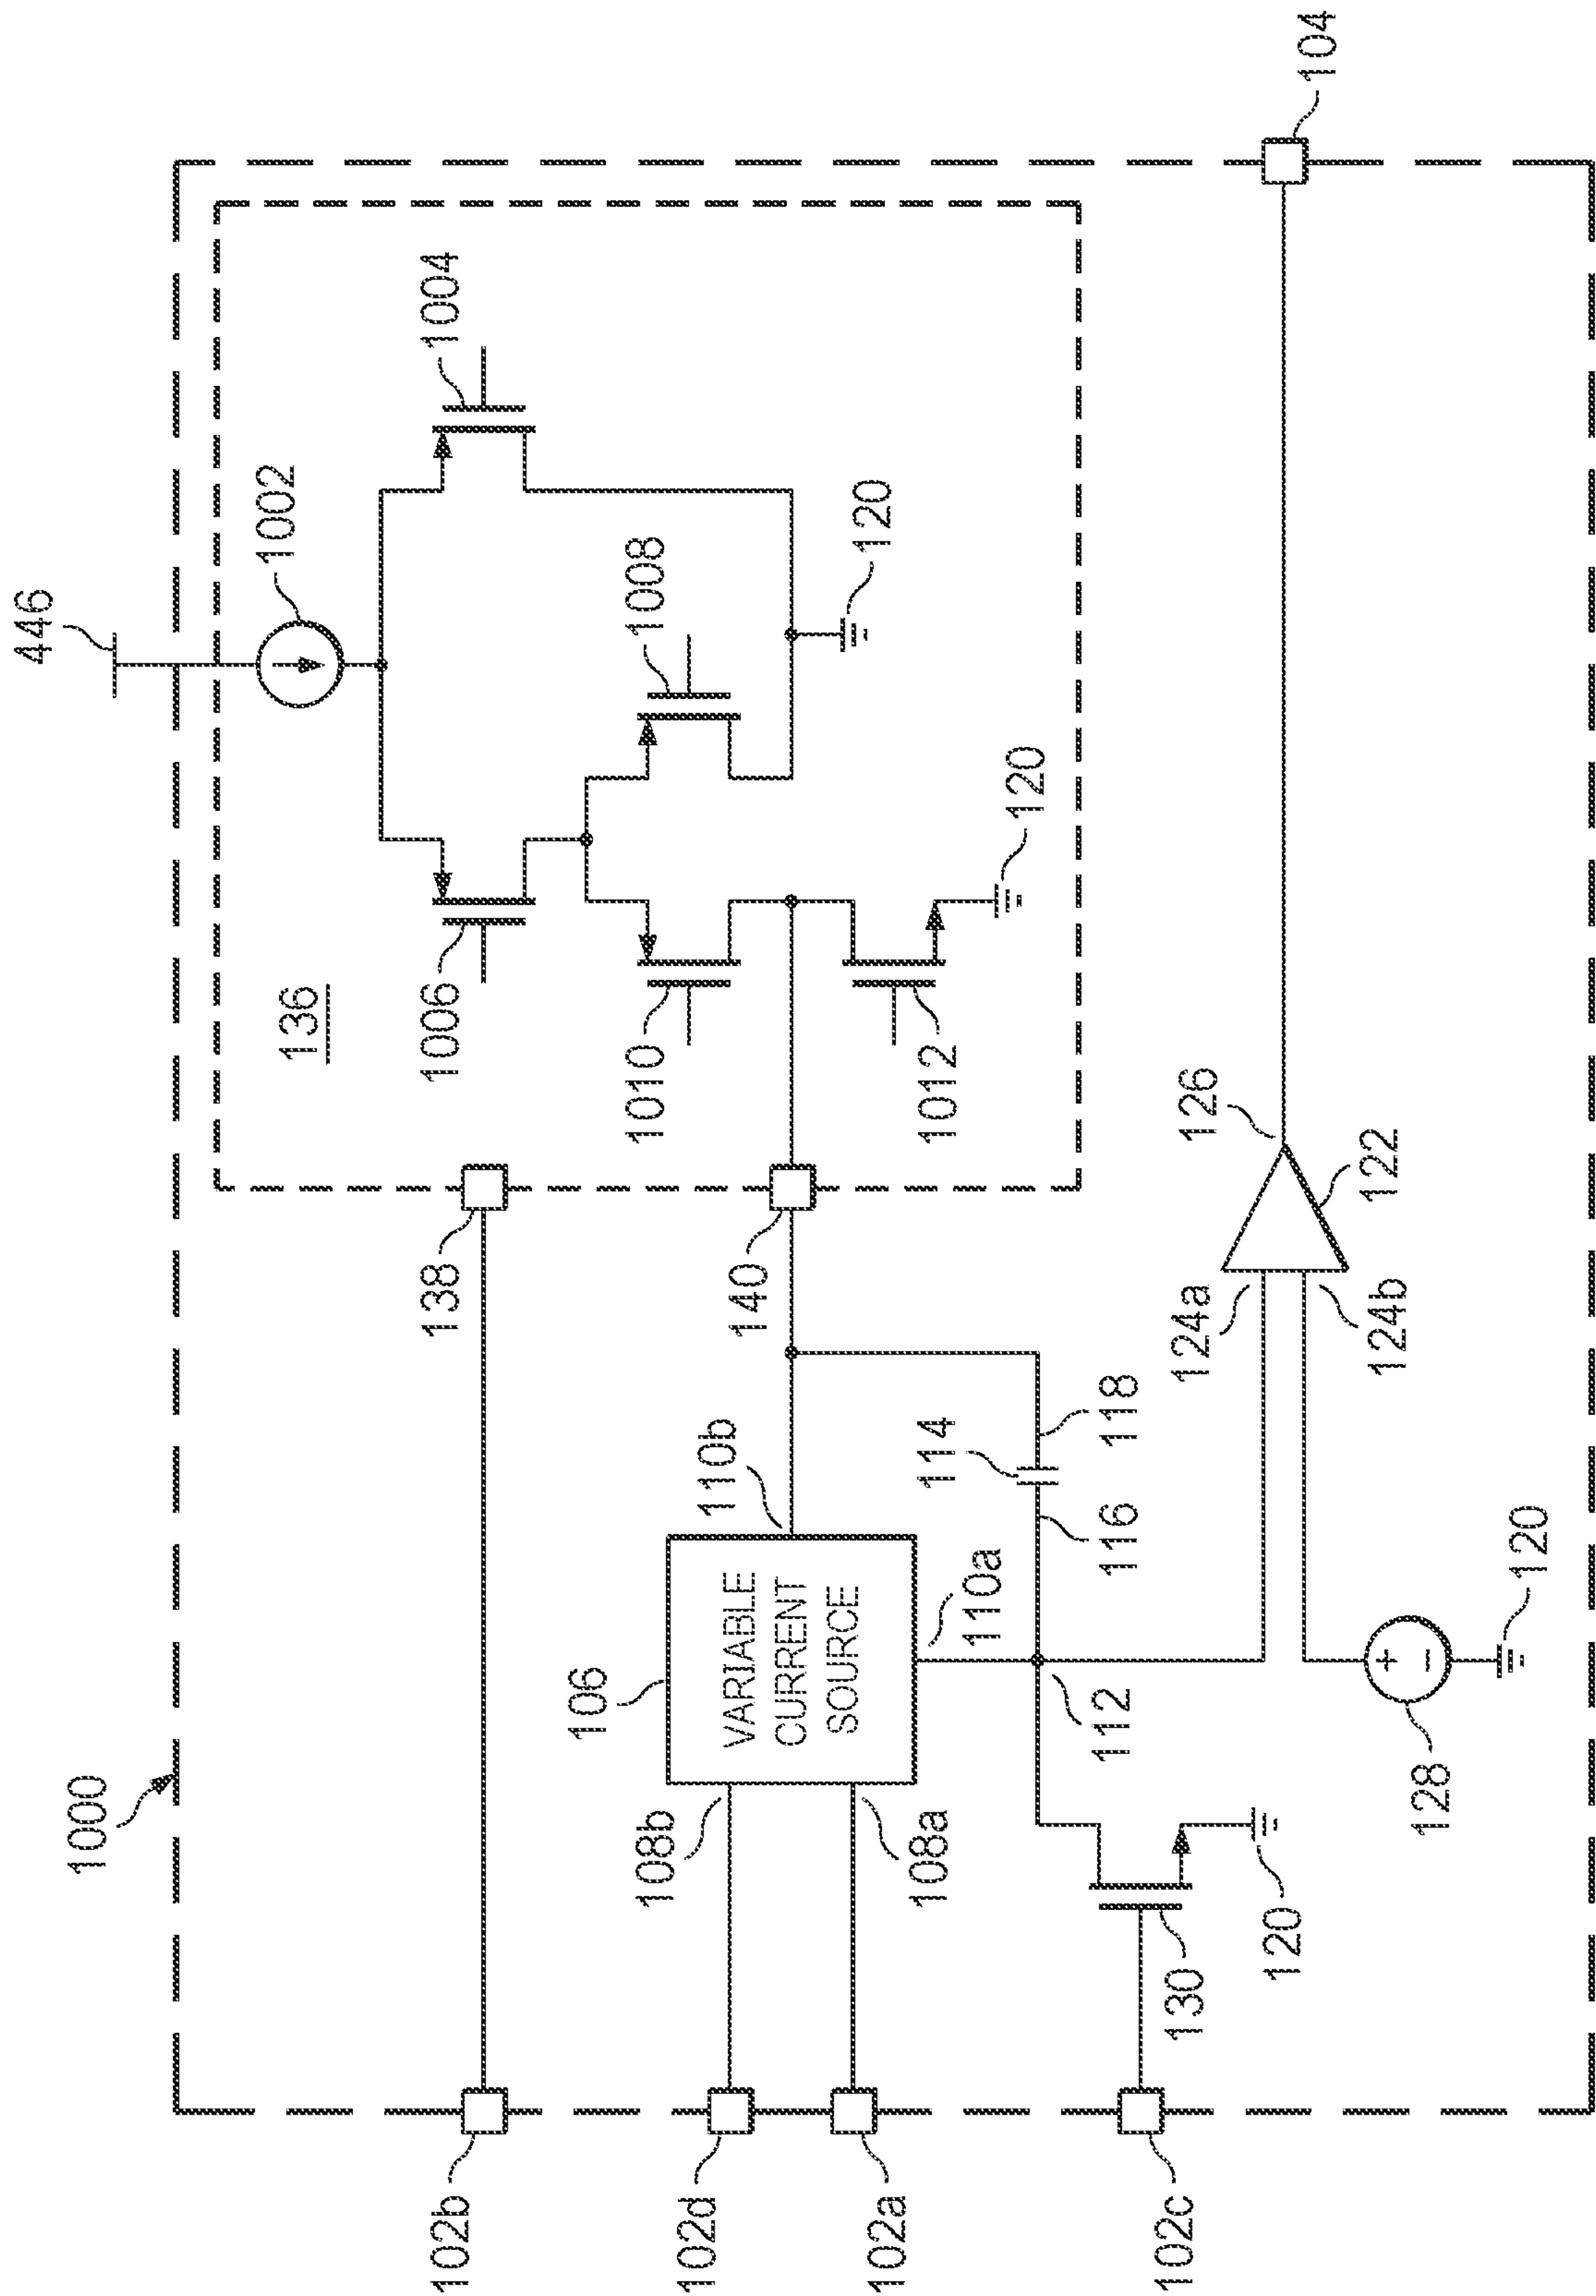 446
1000
136
1002
1004
1006
1008
1010
1012
120
120
138
140
102b
102d
102a
102c
106
VARIABLE
CURRENT
SOURCE
108b
108a
110b
110a
112
114
116
118
130
120
128
120
124a
124b
126
122
104
+
−